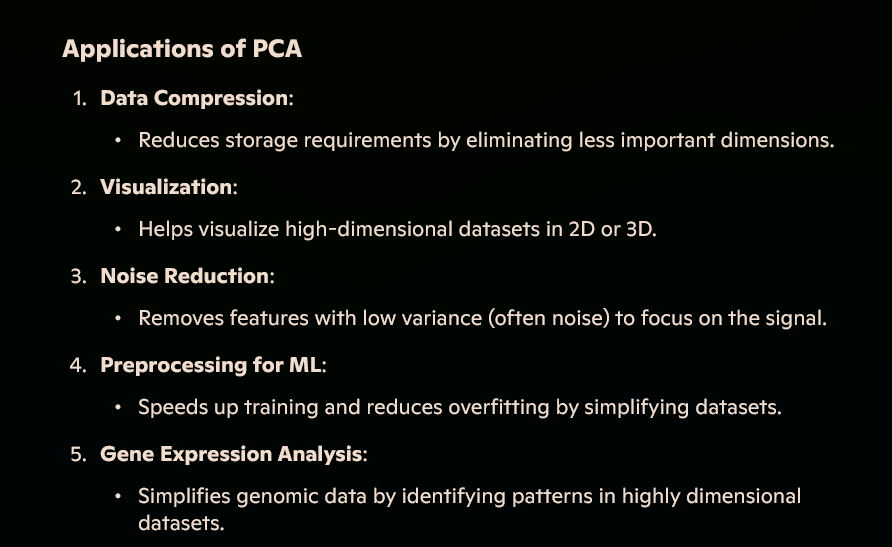 Applications of PCA
1. Data Compression:
• Reduces storage requirements by eliminating less important dimensions.
2. Visualization:
• Helps visualize high-dimensional datasets in 2D or 3D.
3. Noise Reduction:
• Removes features with low variance (often noise) to focus on the signal.
4. Preprocessing for ML:
• Speeds up training and reduces overfitting by simplifying datasets.
5. Gene Expression Analysis:
• Simplifies genomic data by identifying patterns in highly dimensional
datasets.